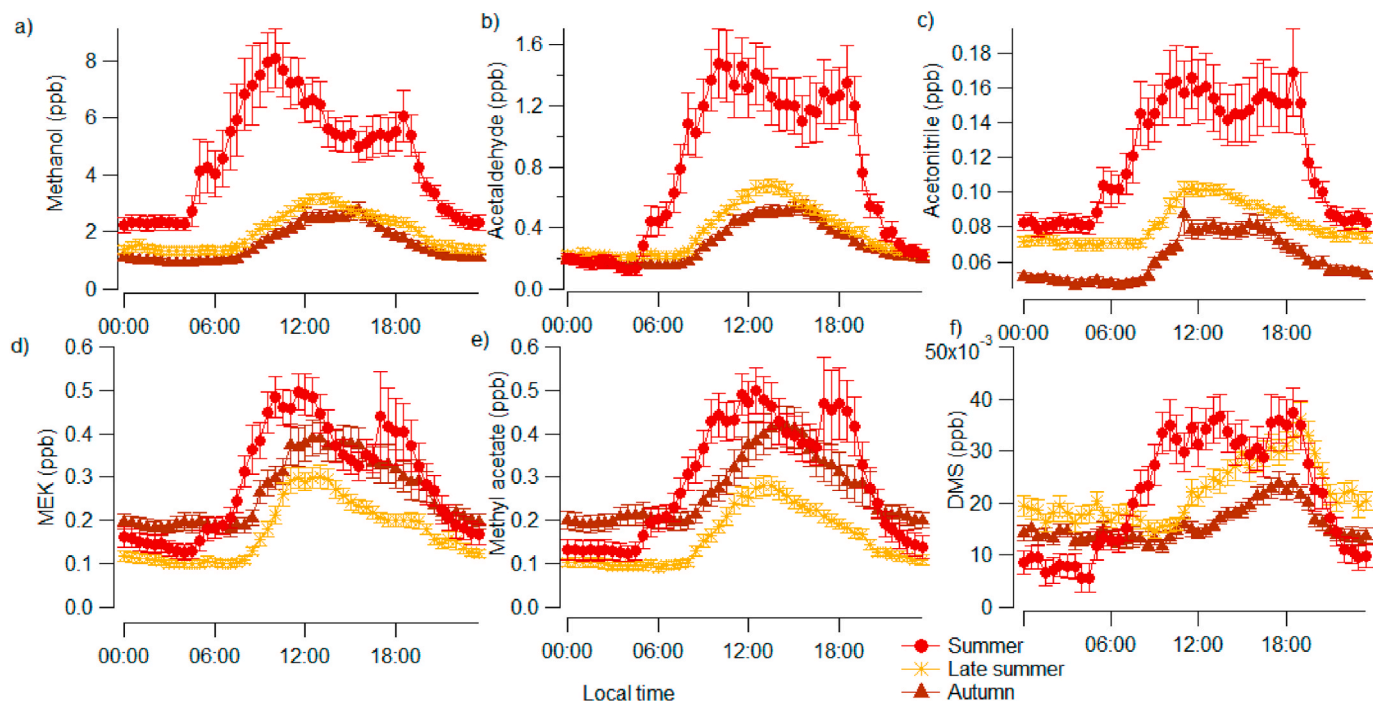 a)
Methanol (ppb)
8
6
4
2
0
00:00 06:00 12:00 18:00
b)
Acetaldehyde (ppb)
1.6
1.2
0.8
0.4
0.0
00:00 06:00 12:00 18:00
c)
Acetonitrile (ppb)
0.18
0.16
0.14
0.12
0.10
0.08
0.06
00:00 06:00 12:00 18:00
d)
MEK (ppb)
0.6
0.5
0.4
0.3
0.2
0.1
0.0
00:00 06:00 12:00 18:00
e)
Methyl acetate (ppb)
0.6
0.5
0.4
0.3
0.2
0.1
0.0
00:00 06:00 12:00 18:00
f)
DMS (ppb)
50x10⁻³
40
30
20
10
0
00:00 06:00 12:00 18:00
Local time
Summer
Late summer
Autumn